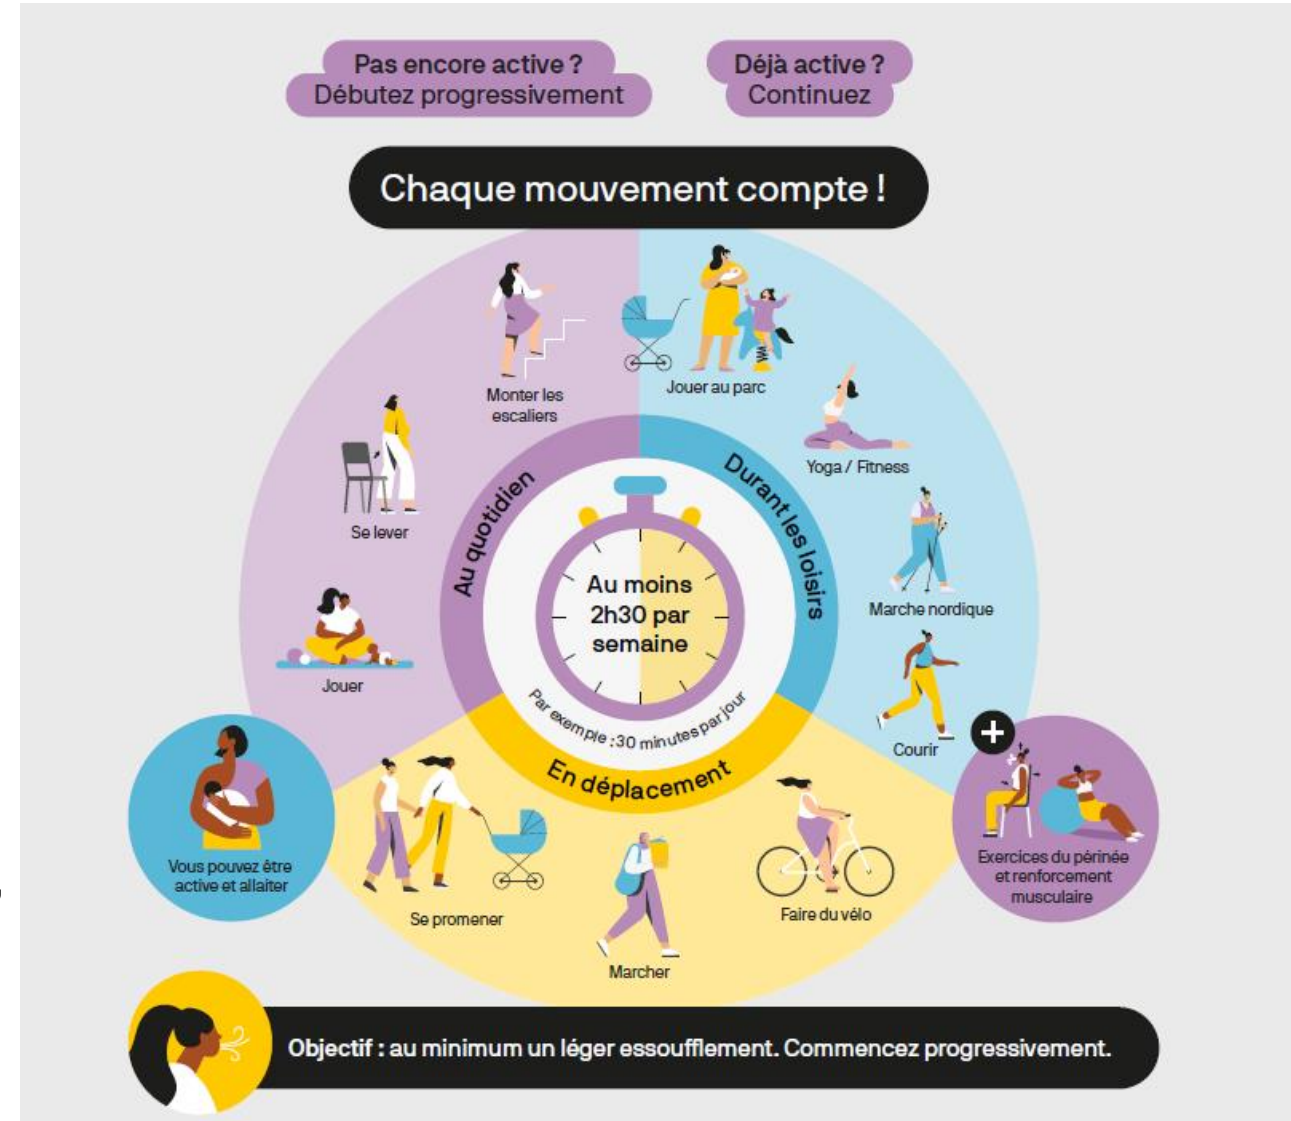 Pas encore active ?
Débutez progressivement
Déjà active ?
Continuez
Chaque mouvement compte !
Monter les
escaliers
Se lever
Jouer
Au quotidien
Jouer au parc
Yoga / Fitness
Marche nordique
Courir
Durant les loisirs
Au moins
2h30 par
semaine
Par exemple : 30 minutes par jour
En déplacement
Se promener
Marcher
Faire du vélo
Vous pouvez être
active et allaiter
+
Exercices du périnée
et renforcement
musculaire
Objectif : au minimum un léger essoufflement. Commencez progressivement.